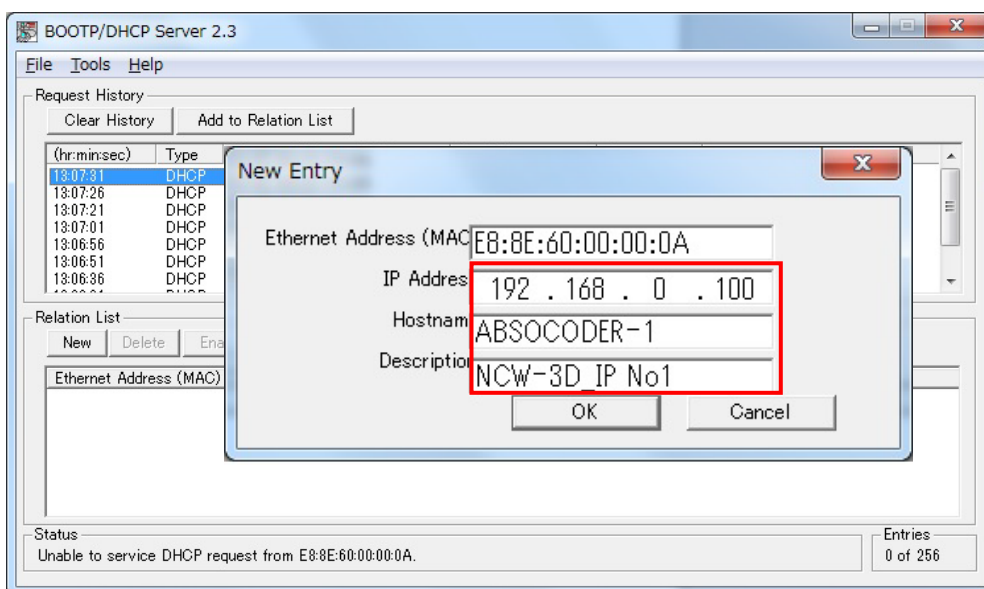 BOOTP/DHCP Server 2.3
File Tools Help
Request History
Clear History Add to Relation List
(hr:min:sec) Type
13:07:31 DHCP
13:07:26 DHCP
13:07:21 DHCP
13:07:01 DHCP
13:06:56 DHCP
13:06:51 DHCP
13:06:36 DHCP
New Entry
Ethernet Address (MAC E8:8E:60:00:00:0A
IP Addres 192 . 168 . 0 . 100
Hostnam ABSOCODER-1
Description NCW-3D_IP No1
OK Cancel
Relation List
New Delete Ena
Ethernet Address (MAC)
Status
Unable to service DHCP request from E8:8E:60:00:00:0A.
Entries
0 of 256